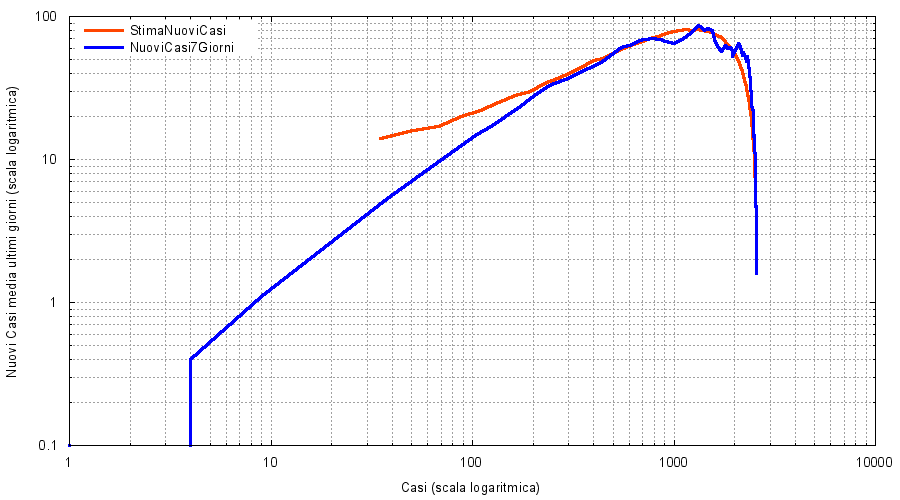 100
StimaNuoviCasi
NuoviCasi7Giorni
10
1
0.1
Nuovi Casi media ultimi giorni (scala logaritmica)
1
10
100
1000
10000
Casi (scala logaritmica)